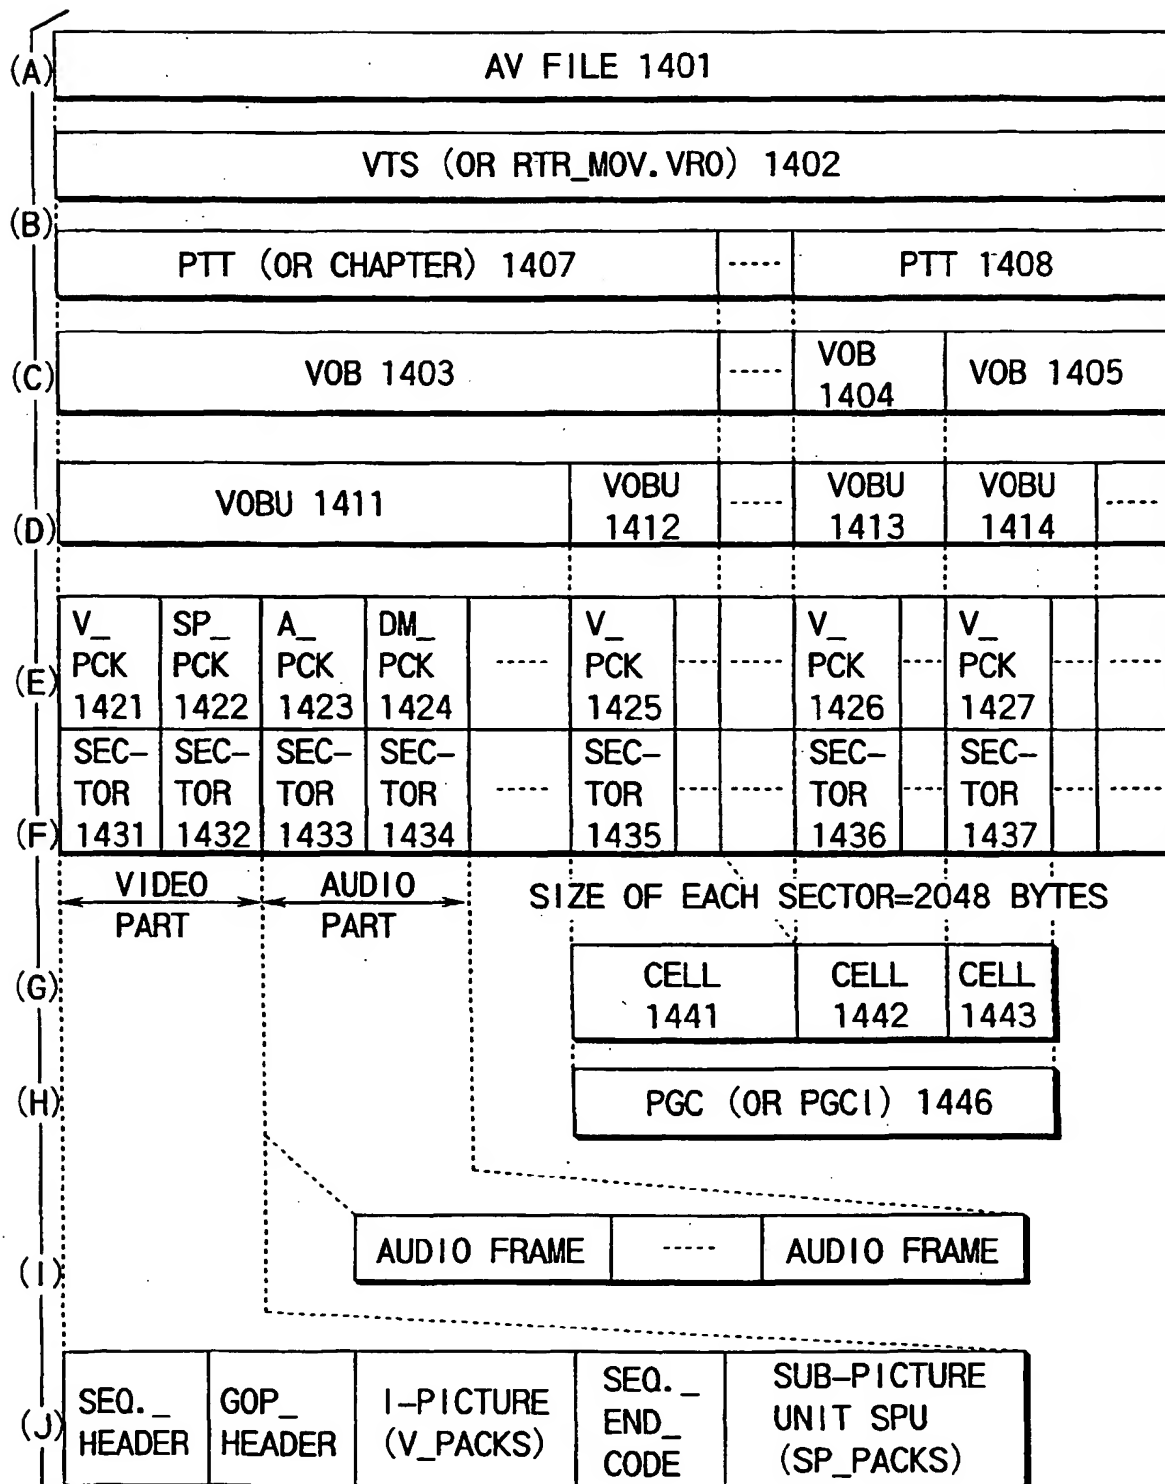 (A) AV FILE 1401
VTS (OR RTR_MOV.VRO) 1402
(B)
PTT (OR CHAPTER) 1407 ----- PTT 1408
(C) VOB 1403 ----- VOB 1404 VOB 1405
(D) VOBU 1411 VOBU 1412 ----- VOBU 1413 VOBU 1414 -----
(E)
V_ SP_ A_ DM_ V_ V_ V_
PCK PCK PCK PCK ----- PCK ---- ----- PCK ---- PCK ---- -----
1421 1422 1423 1424 1425 1426 1427
(F)
SEC- SEC- SEC- SEC- SEC- SEC- SEC-
TOR TOR TOR TOR ----- TOR ---- ----- TOR ---- TOR ---- -----
1431 1432 1433 1434 1435 1436 1437
VIDEO PART
AUDIO PART
SIZE OF EACH SECTOR=2048 BYTES
(G) CELL 1441 CELL 1442 CELL 1443
(H) PGC (OR PGCI) 1446
(I) AUDIO FRAME ----- AUDIO FRAME
(J)
SEQ._ HEADER
GOP_ HEADER
I-PICTURE (V_PACKS)
SEQ._ END_ CODE
SUB-PICTURE UNIT SPU (SP_PACKS)